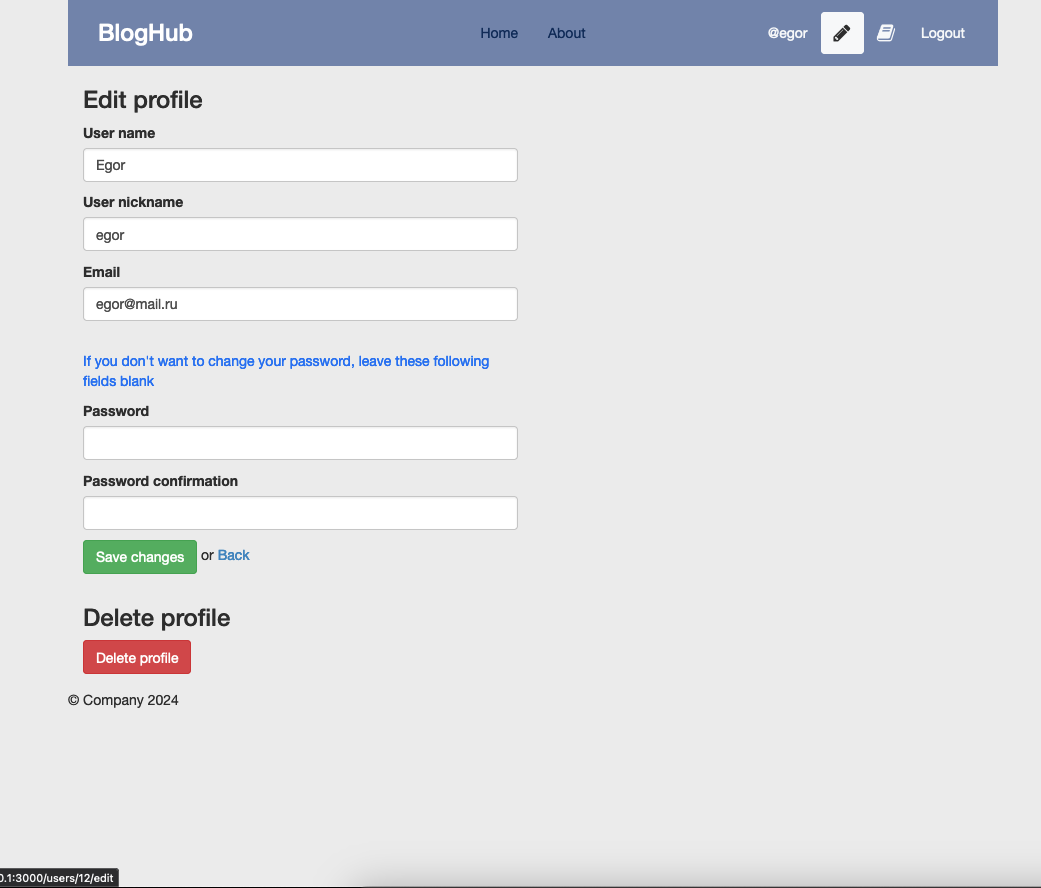 BlogHub
Home About
@egor Logout
Edit profile
User name
Egor
User nickname
egor
Email
egor@mail.ru
If you don't want to change your password, leave these following
fields blank
Password
Password confirmation
Save changes or Back
Delete profile
Delete profile
© Company 2024
0.1:3000/users/12/edit